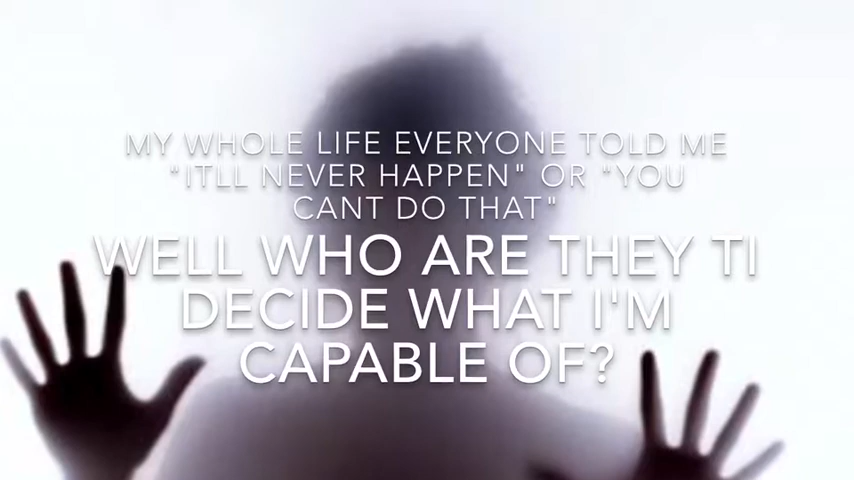 MY WHOLE LIFE EVERYONE TOLD ME
"ITLL NEVER HAPPEN" OR "YOU
CANT DO THAT"
WELL WHO ARE THEY TI
DECIDE WHAT I'M
CAPABLE OF?